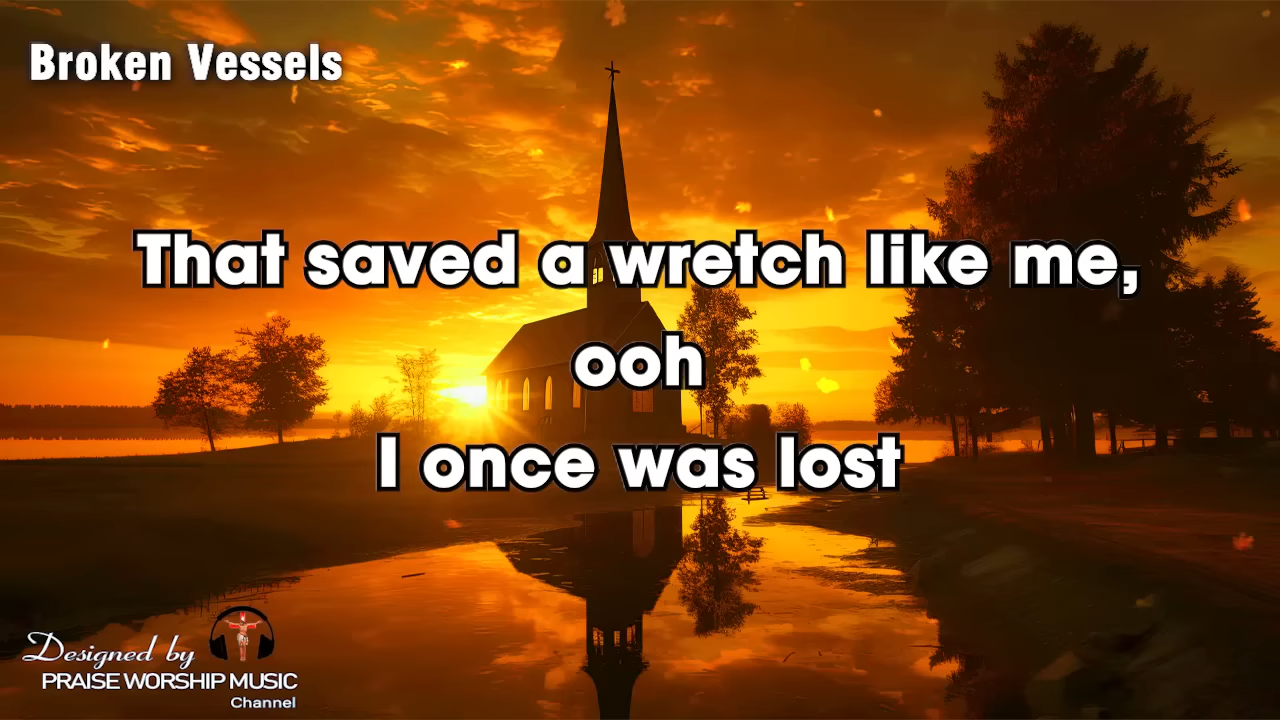 Broken Vessels
That saved a wretch like me,
ooh
I once was lost
Designed by
PRAISE WORSHIP MUSIC
Channel